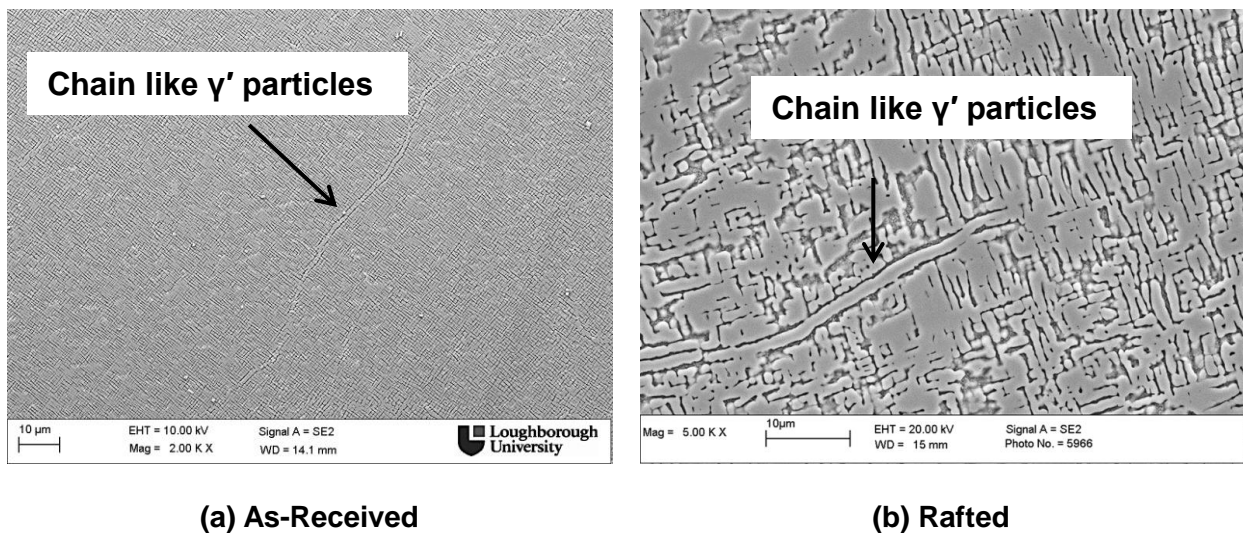 Chain like γ′ particles
10 µm
EHT = 10.00 kV
Signal A = SE2
Mag = 2.00 K X
WD = 14.1 mm
Loughborough
University
(a) As-Received
Chain like γ′ particles
Mag = 5.00 K X
10µm
EHT = 20.00 kV
Signal A = SE2
WD = 15 mm
Photo No. = 5966
(b) Rafted